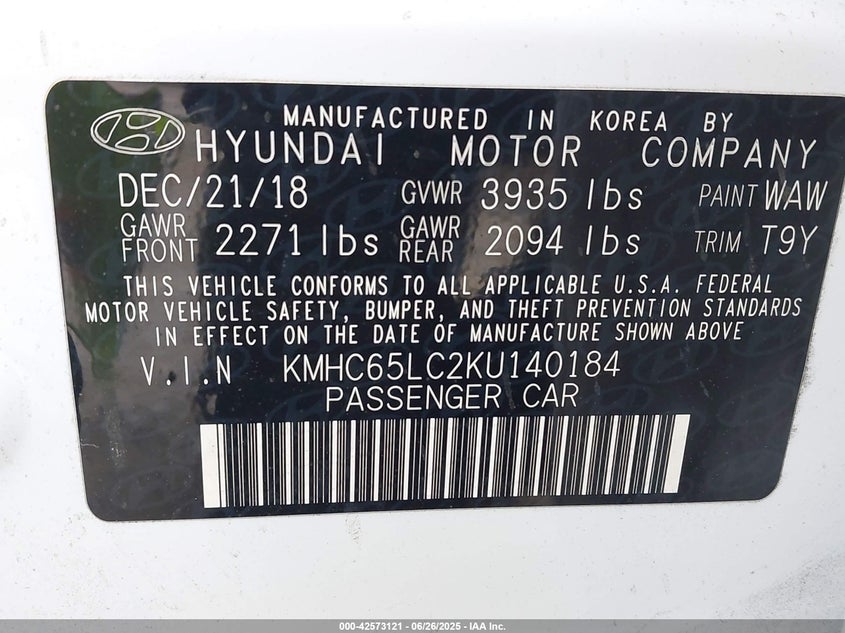 MANUFACTURED IN KOREA BY
HYUNDAI MOTOR COMPANY
DEC/21/18 GVWR 3935 lbs PAINT WAW
GAWR FRONT 2271 lbs GAWR REAR 2094 lbs TRIM T9Y
THIS VEHICLE CONFORMS TO ALL APPLICABLE U.S.A. FEDERAL
MOTOR VEHICLE SAFETY, BUMPER, AND THEFT PREVENTION STANDARDS
IN EFFECT ON THE DATE OF MANUFACTURE SHOWN ABOVE
V.I.N KMHC65LC2KU140184
PASSENGER CAR
000-42573121 - 06/26/2025 - IAA Inc.